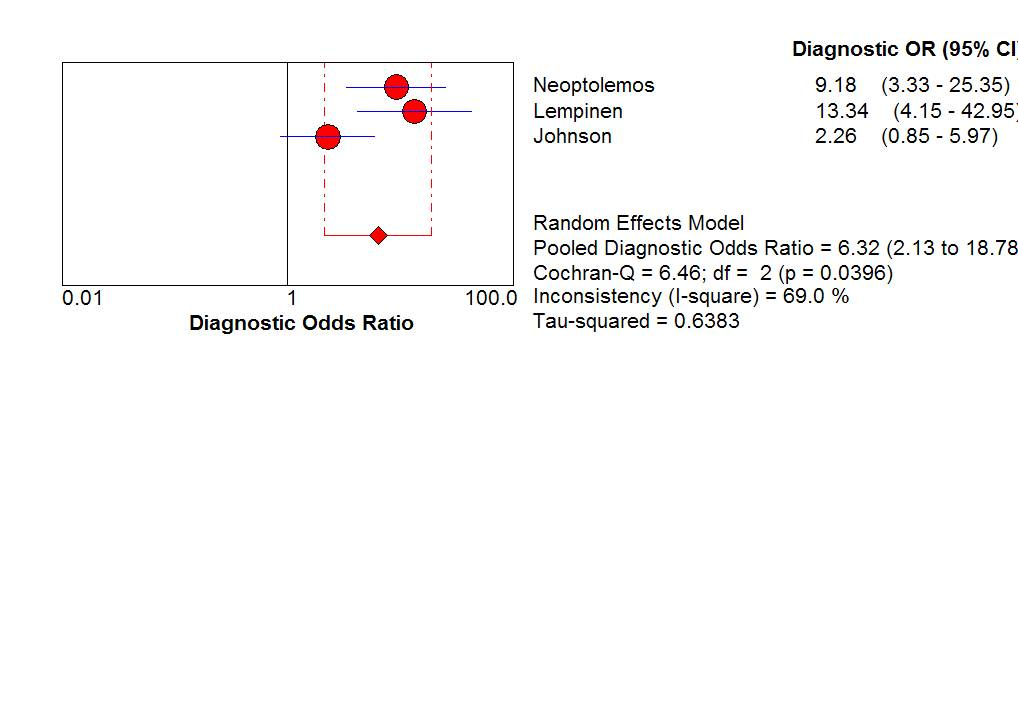 Diagnostic OR (95% CI)
Neoptolemos 9.18 (3.33 - 25.35)
Lempinen 13.34 (4.15 - 42.95)
Johnson 2.26 (0.85 - 5.97)
Random Effects Model
Pooled Diagnostic Odds Ratio = 6.32 (2.13 to 18.78
Cochran-Q = 6.46; df = 2 (p = 0.0396)
Inconsistency (I-square) = 69.0 %
Tau-squared = 0.6383
0.01 1 100.0
Diagnostic Odds Ratio